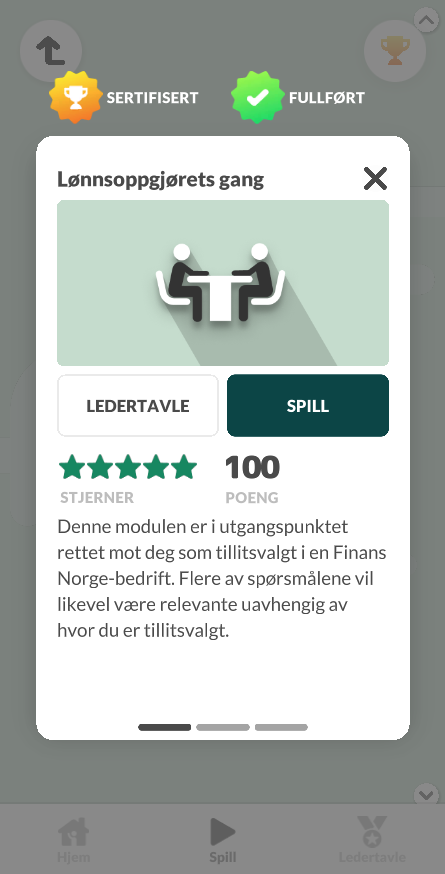 SERTIFISERT
FULLFØRT
Lønnsoppgjørets gang
LEDERTAVLE
SPILL
100
STJERNER
POENG
Denne modulen er i utgangspunktet
rettet mot deg som tillitsvalgt i en Finans
Norge-bedrift. Flere av spørsmålene vil
likevel være relevante uavhengig av
hvor du er tillitsvalgt.
Hjem
Spill
Ledertavle